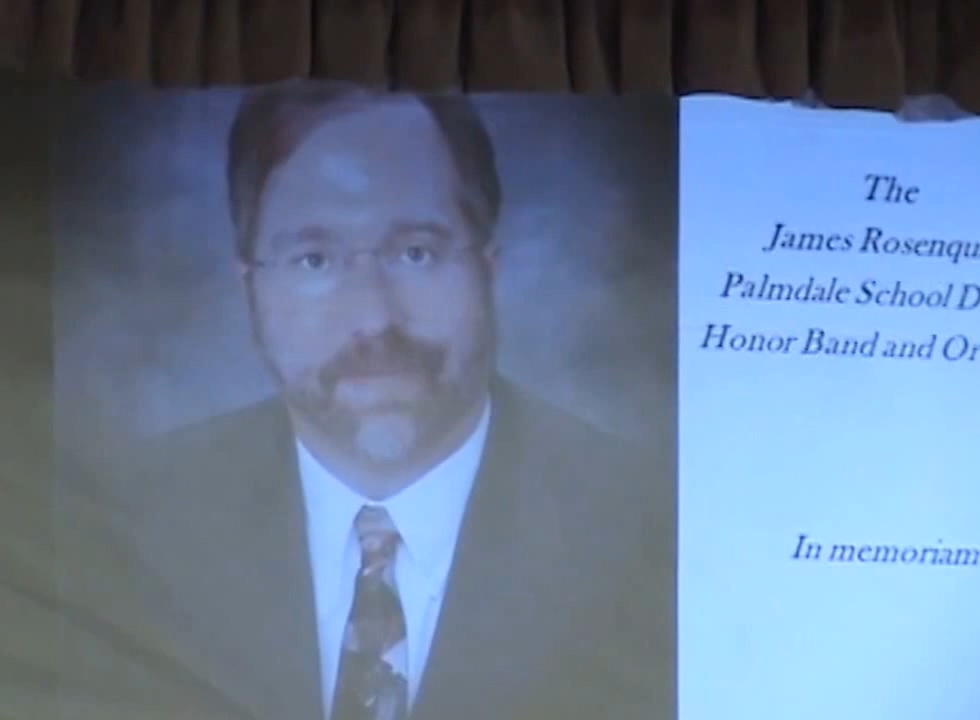 The
James Rosenqu
Palmdale School D
Honor Band and Or
In memoriam